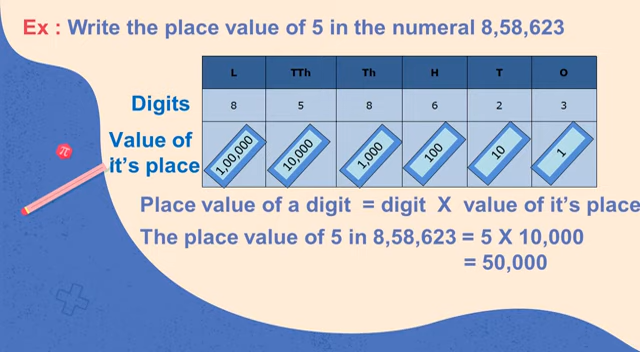 Ex : Write the place value of 5 in the numeral 8,58,623
L TTh Th H T O
Digits 8 5 8 6 2 3
Value of
it's place 1,00,000 10,000 1,000 100 10 1
π
Place value of a digit = digit X value of it's place
The place value of 5 in 8,58,623 = 5 X 10,000
= 50,000